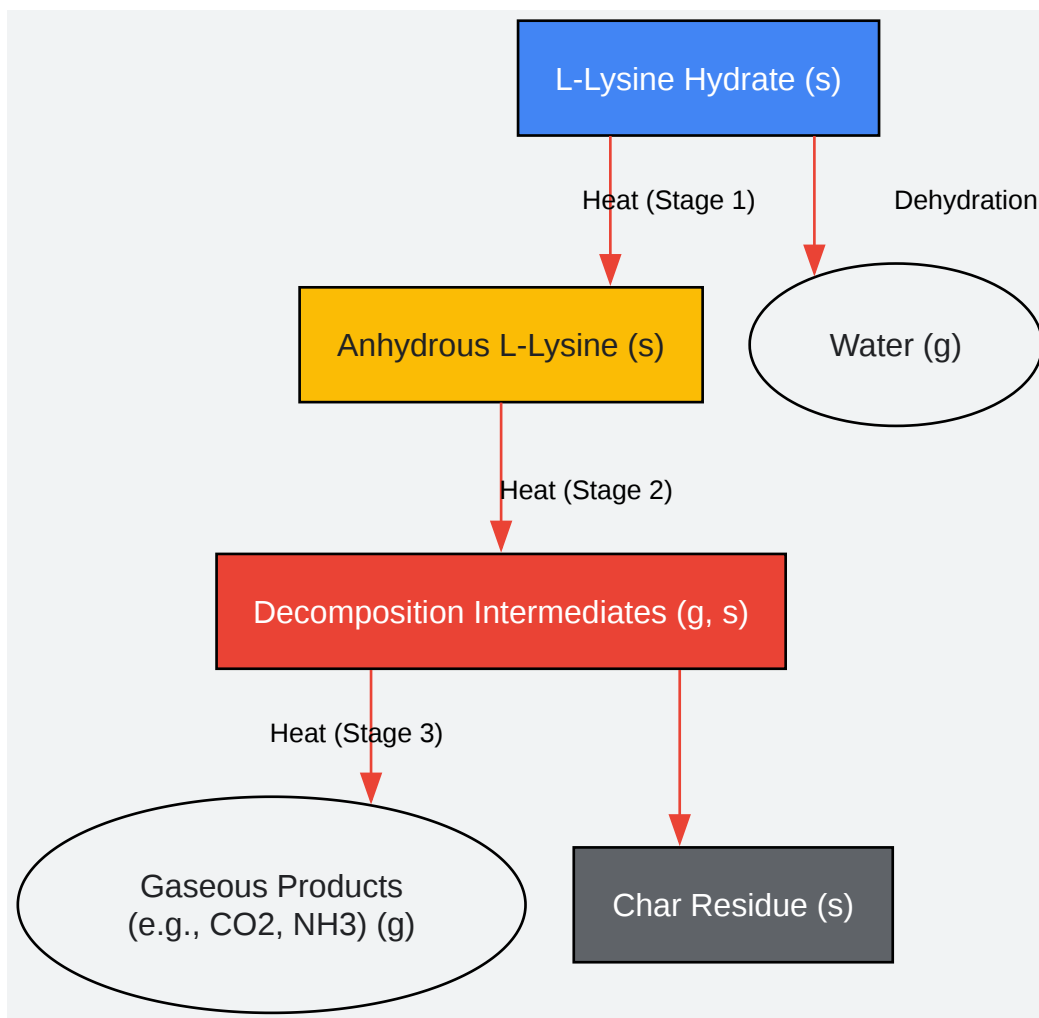 L-Lysine Hydrate (s)
Heat (Stage 1)
Dehydration
Anhydrous L-Lysine (s)
Water (g)
Heat (Stage 2)
Decomposition Intermediates (g, s)
Heat (Stage 3)
Gaseous Products
(e.g., CO2, NH3) (g)
Char Residue (s)